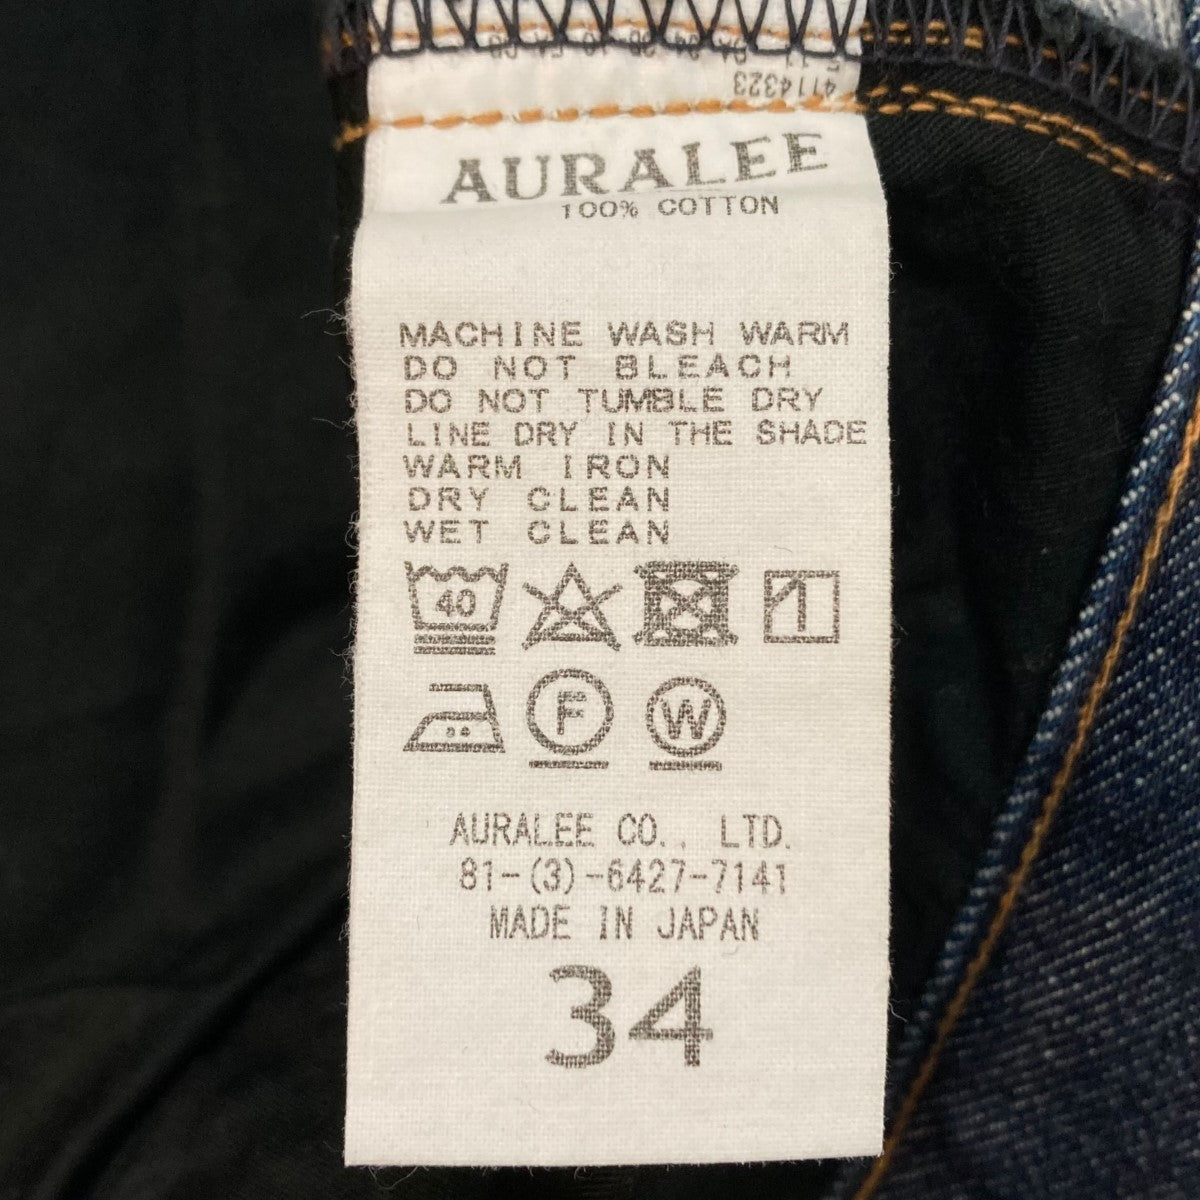 4114323
AURALEE
100% COTTON
MACHINE WASH WARM
DO NOT BLEACH
DO NOT TUMBLE DRY
LINE DRY IN THE SHADE
WARM IRON
DRY CLEAN
WET CLEAN
40
F W
AURALEE CO., LTD.
81-(3)-6427-7141
MADE IN JAPAN
34